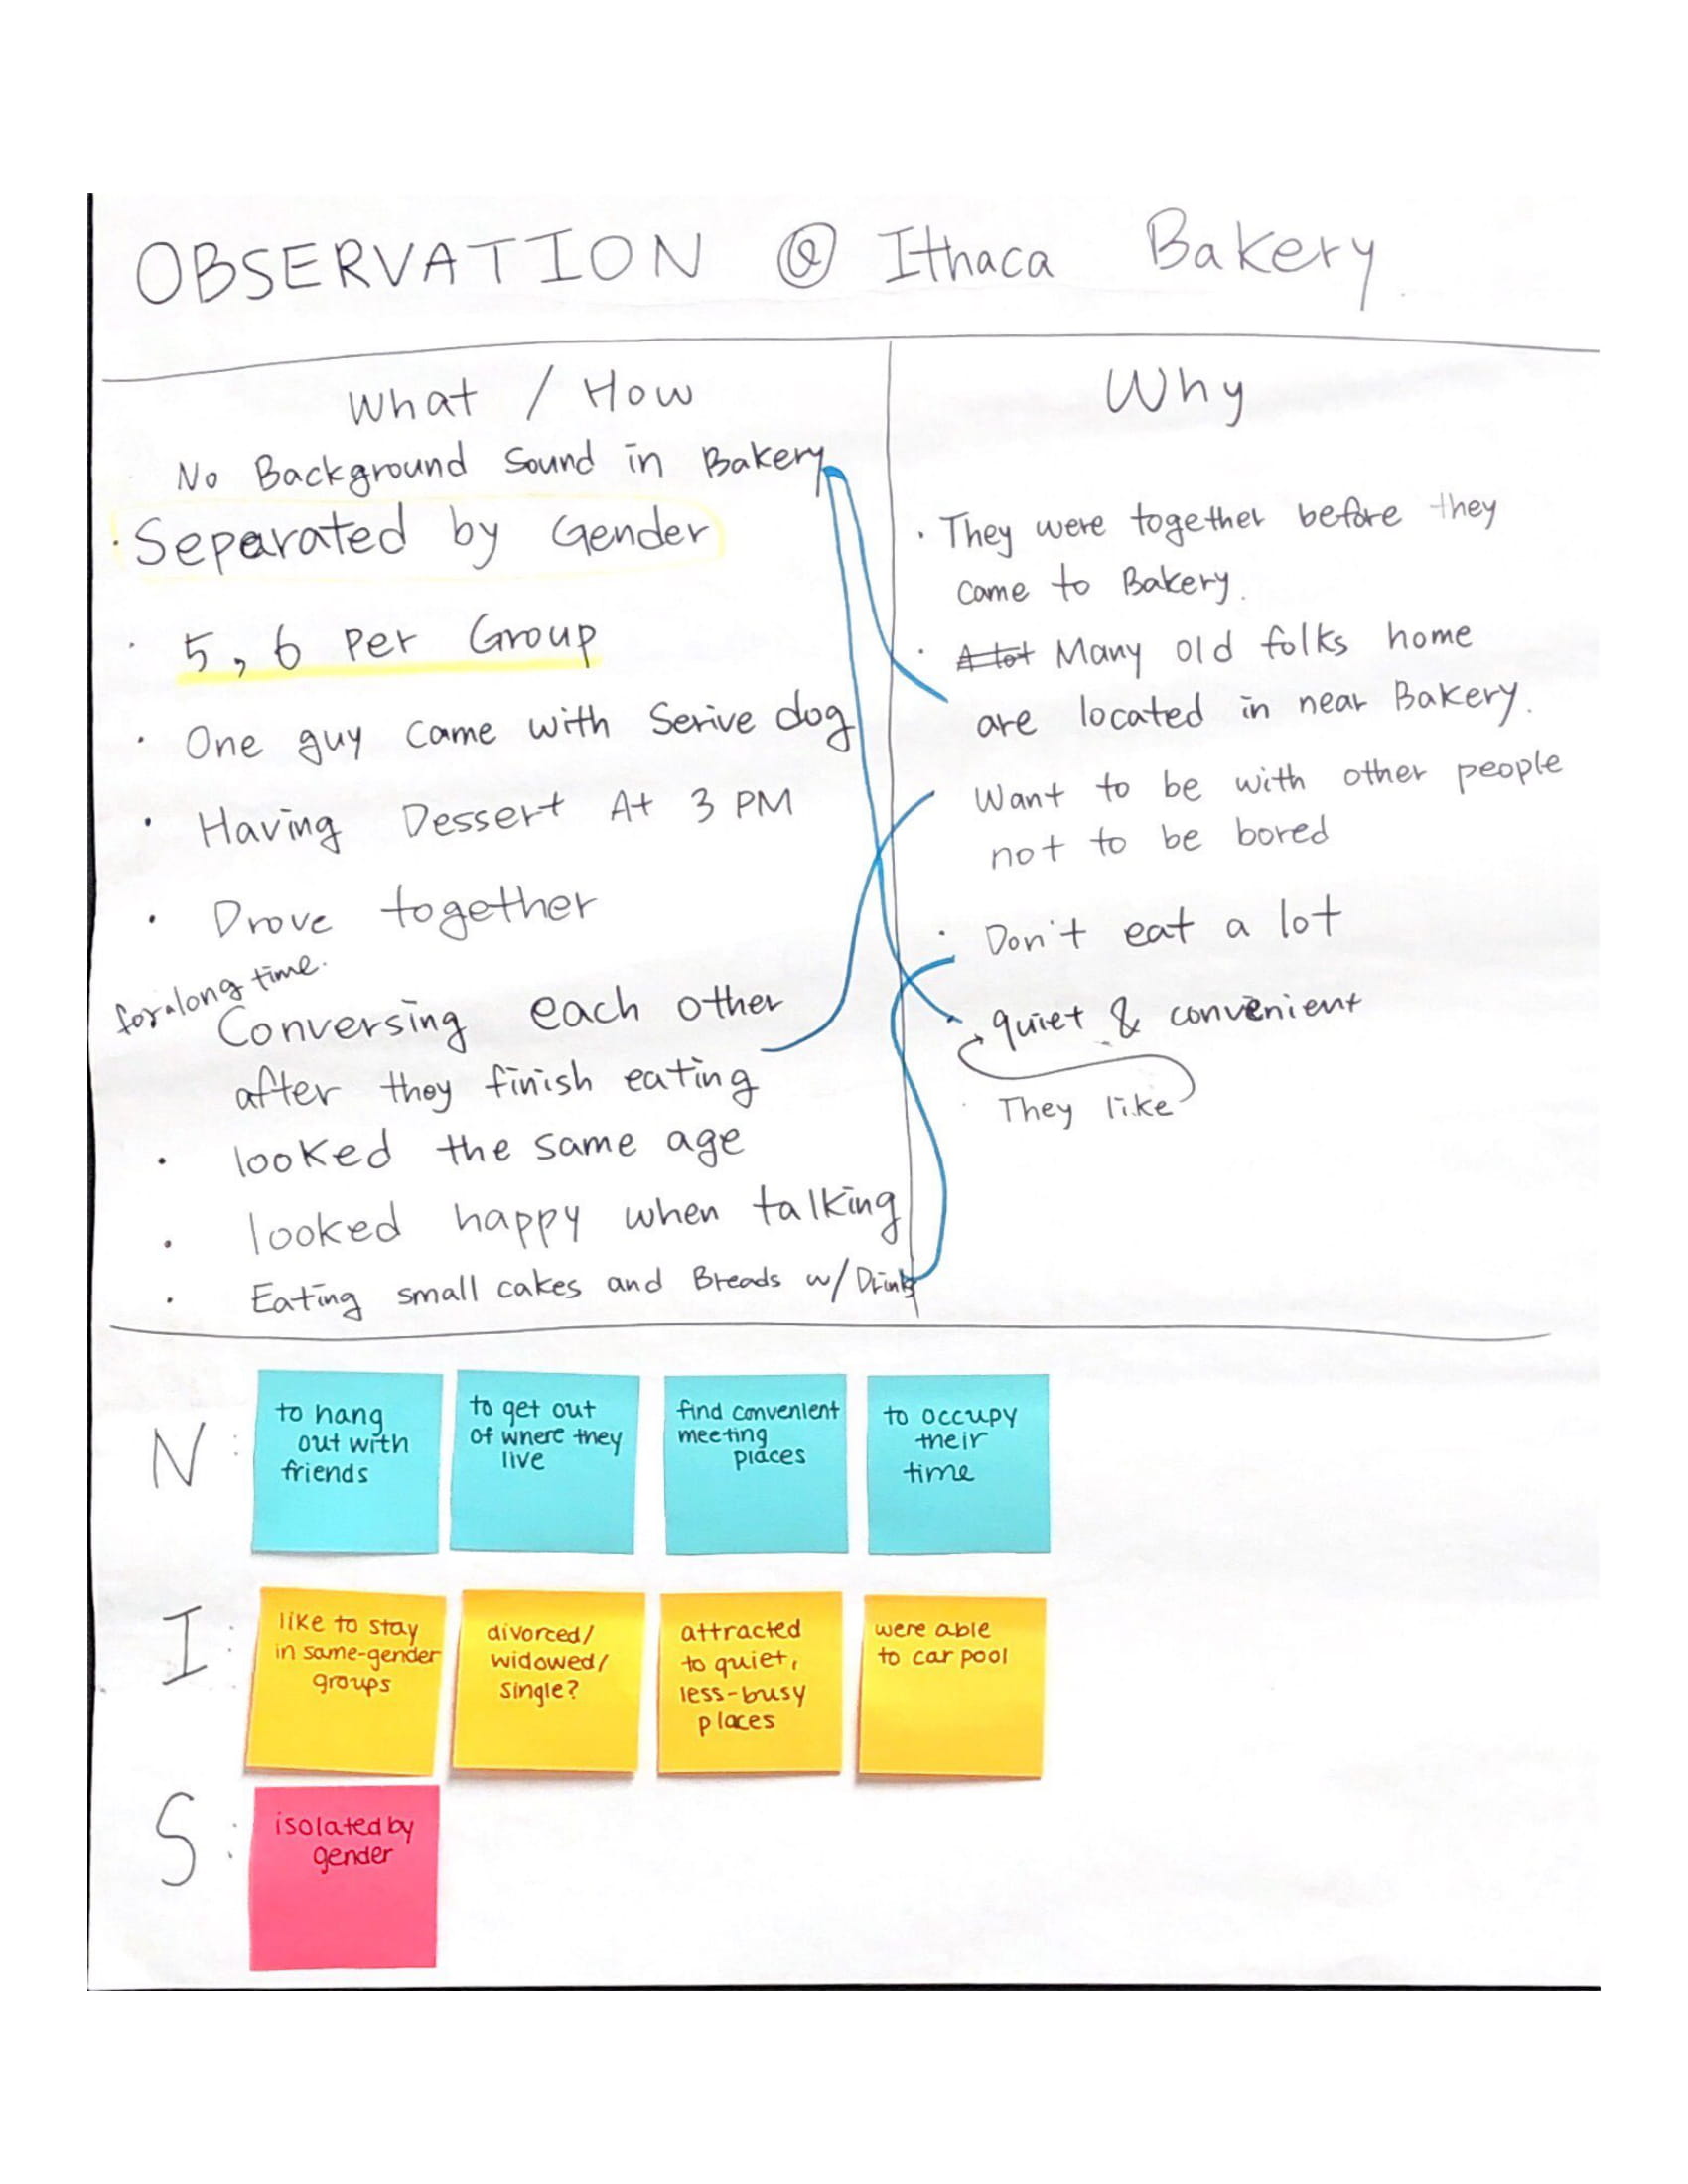 OBSERVATION @ Ithaca Bakery
What / How
No Background Sound in Bakery
· Separated by Gender
· 5, 6 Per Group
· One guy came with Serive dog
· Having Dessert At 3 PM
· Drove together
for a long time.
Conversing each other
after they finish eating
· looked the same age
· looked happy when talking
· Eating small cakes and Breads w/ Drinks
Why
· They were together before they
came to Bakery.
· A lot Many old folks home
are located in near Bakery.
Want to be with other people
not to be bored
· Don't eat a lot
quiet & convenient
· They like
N:
to hang
out with
friends
to get out
of where they
live
find convenient
meeting
places
to occupy
their
time
I:
like to stay
in same-gender
groups
divorced/
widowed/
single?
attracted
to quiet,
less-busy
places
were able
to car pool
S:
isolated by
gender